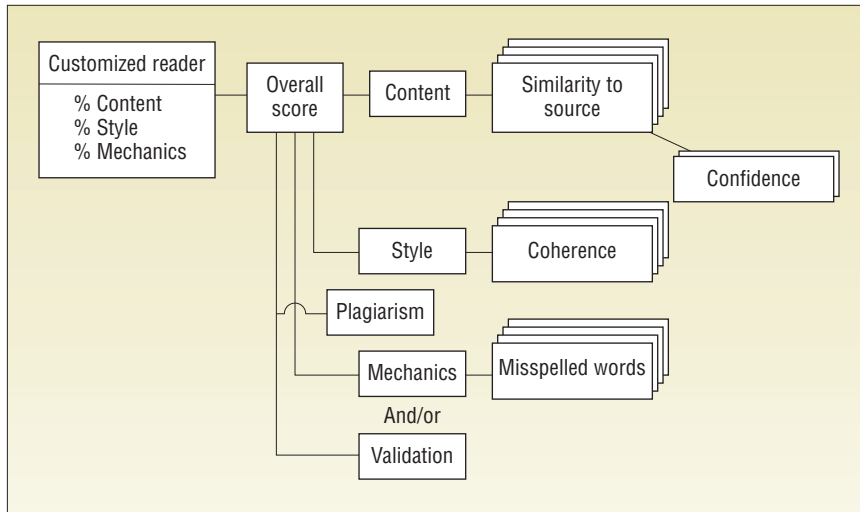 Customized reader
% Content
% Style
% Mechanics
Overall
score
Content
Similarity to
source
Confidence
Style
Coherence
Plagiarism
Mechanics
Misspelled words
And/or
Validation